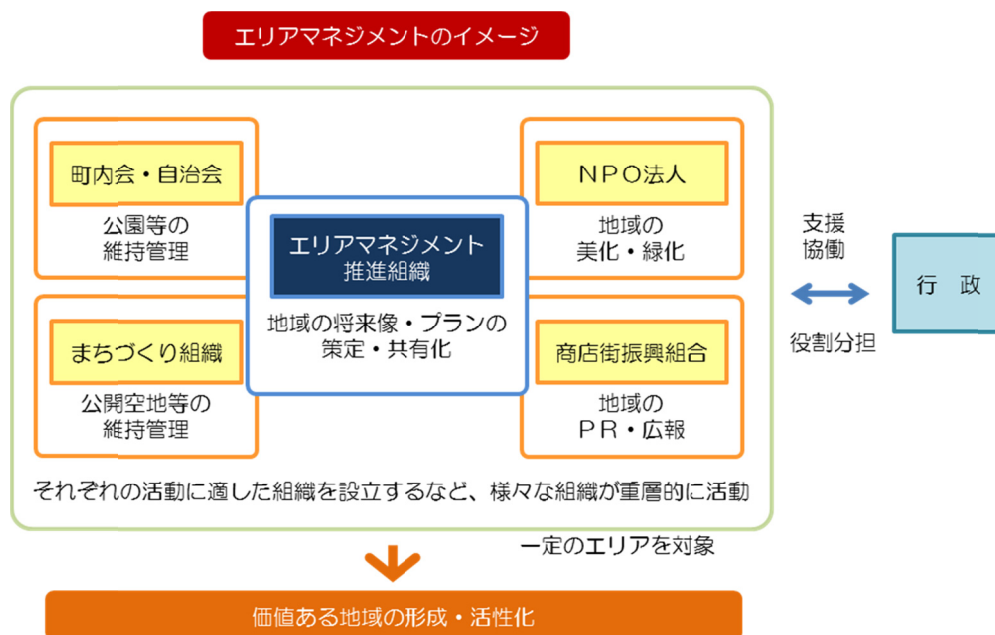 エリアマネジメントのイメージ
町内会・自治会
公園等の
維持管理
ＮＰＯ法人
地域の
美化・緑化
エリアマネジメント
推進組織
地域の将来像・プランの
策定・共有化
まちづくり組織
公開空地等の
維持管理
商店街振興組合
地域の
ＰＲ・広報
それぞれの活動に適した組織を設立するなど、様々な組織が重層的に活動
支援
協働
役割分担
行　政
一定のエリアを対象
価値ある地域の形成・活性化